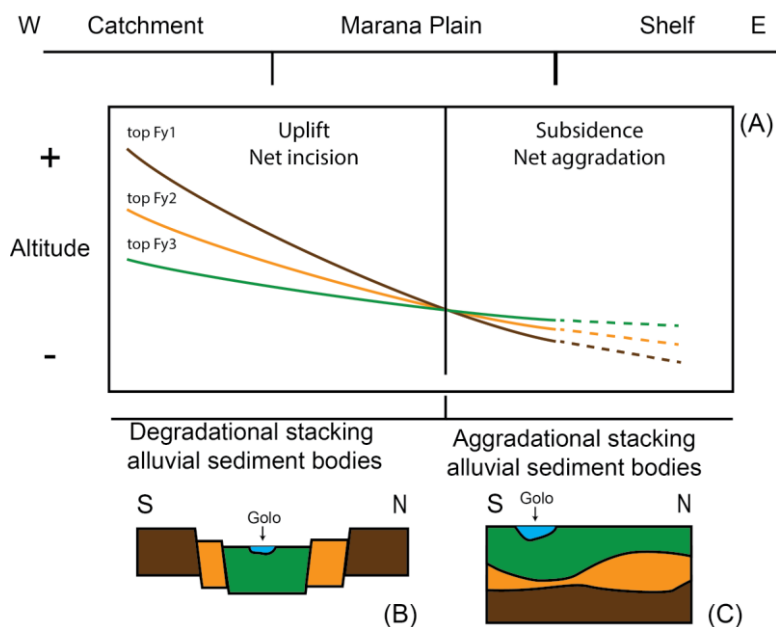 W Catchment Marana Plain Shelf E
(A)
top Fy1
Uplift
Net incision
Subsidence
Net aggradation
+
top Fy2
top Fy3
Altitude
-
Degradational stacking
alluvial sediment bodies
Aggradational stacking
alluvial sediment bodies
S Golo N
(B)
S Golo N
(C)